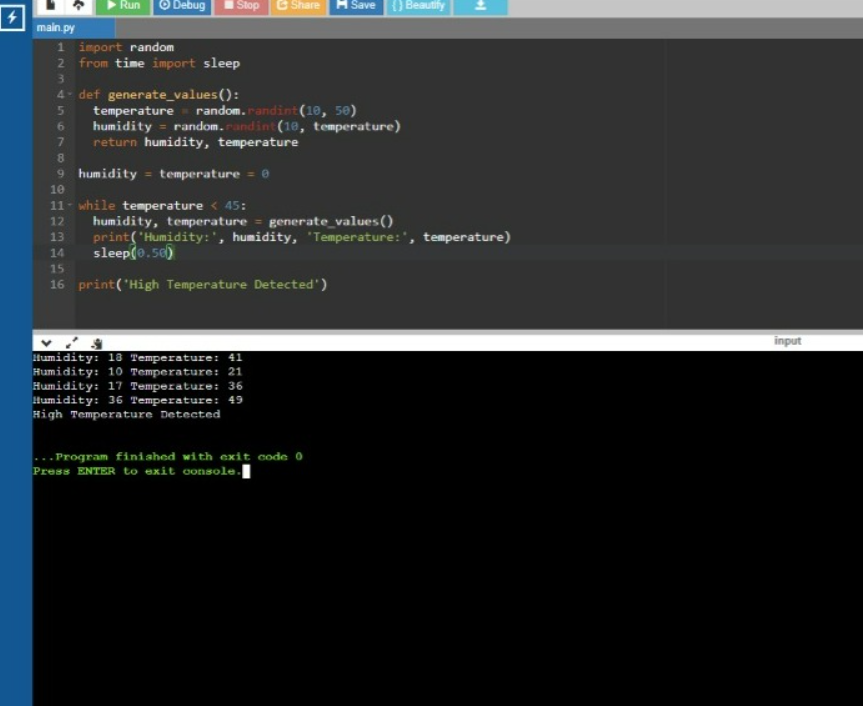 Run Debug Stop Share Save {} Beautify
main.py
1 import random
2 from time import sleep
3
4 def generate_values():
5 temperature = random.randint(10, 50)
6 humidity = random.randint(10, temperature)
7 return humidity, temperature
8
9 humidity = temperature = 0
10
11 while temperature < 45:
12 humidity, temperature = generate_values()
13 print('Humidity:', humidity, 'Temperature:', temperature)
14 sleep(0.50)
15
16 print('High Temperature Detected')
input
Humidity: 18 Temperature: 41
Humidity: 10 Temperature: 21
Humidity: 17 Temperature: 36
Humidity: 36 Temperature: 49
High Temperature Detected
...Program finished with exit code 0
Press ENTER to exit console.